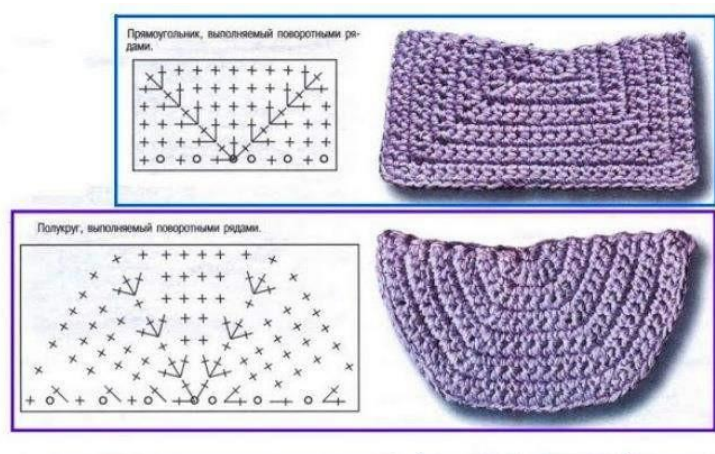 Прямоугольник, выполняемый поворотными ря-
дами.
Полукруг, выполняемый поворотными рядами.